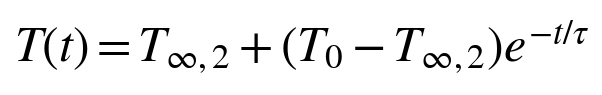 T(t) = T∞, 2 + (T0 − T∞, 2)e−t/τ